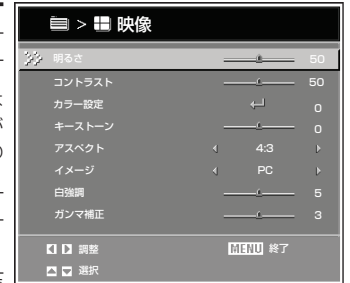 > 映像
明るさ 50
コントラスト 50
カラー設定 0
キーストーン 0
アスペクト 4:3
イメージ PC
白強調 5
ガンマ補正 3
調整 MENU 終了
選択